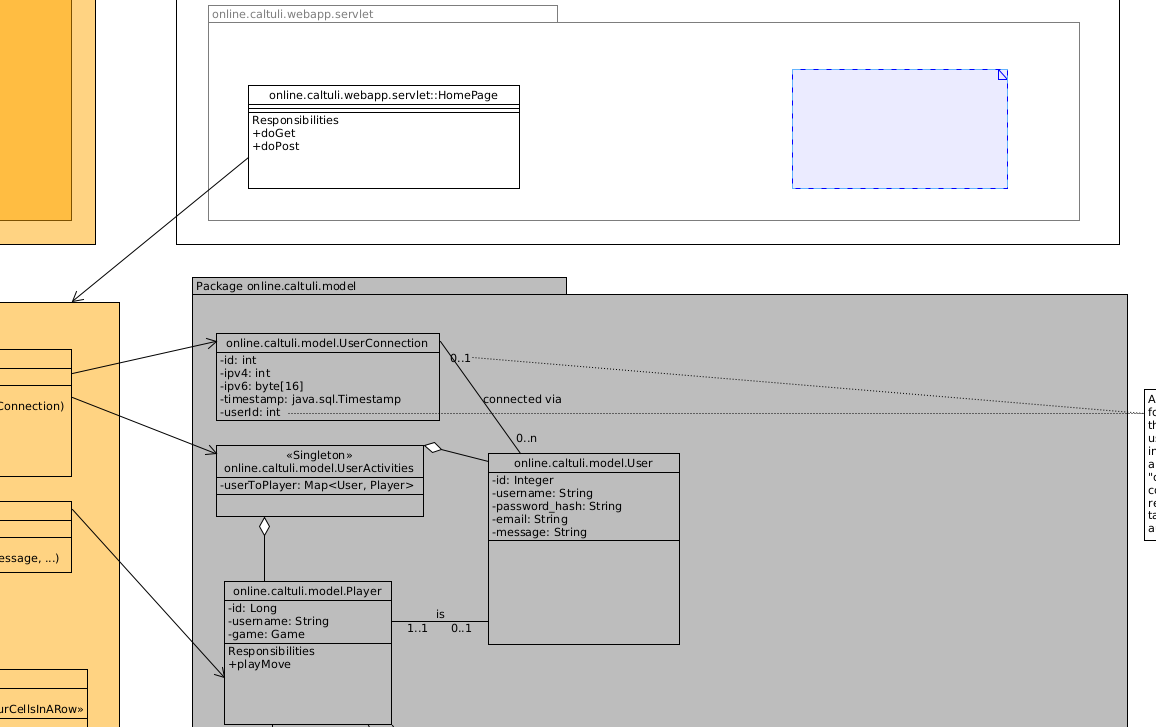 online.caltuli.webapp.servlet
online.caltuli.webapp.servlet::HomePage
Responsibilities
+doGet
+doPost
Package online.caltuli.model
online.caltuli.model.UserConnection
-id: int
-ipv4: int
-ipv6: byte[16]
-timestamp: java.sql.Timestamp
-userId: int
0..1
connected via
0..n
Connection)
«Singleton»
online.caltuli.model.UserActivities
-userToPlayer: Map<User, Player>
online.caltuli.model.User
-id: Integer
-username: String
-password_hash: String
-email: String
-message: String
essage, ...)
online.caltuli.model.Player
-id: Long
-username: String
-game: Game
Responsibilities
+playMove
is
1..1
0..1
urCellsInARow»
A
fo
th
us
in
a
"c
co
re
ta
a